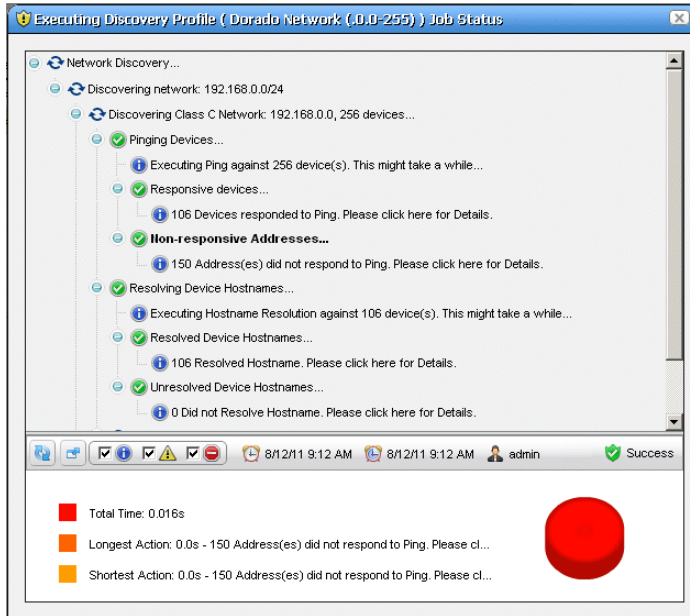 Executing Discovery Profile ( Dorado Network (.0.0-255) ) Job Status
Network Discovery...
Discovering network: 192.168.0.0/24
Discovering Class C Network: 192.168.0.0, 256 devices...
Pinging Devices...
Executing Ping against 256 device(s). This might take a while...
Responsive devices...
106 Devices responded to Ping. Please click here for Details.
Non-responsive Addresses...
150 Address(es) did not respond to Ping. Please click here for Details.
Resolving Device Hostnames...
Executing Hostname Resolution against 106 device(s). This might take a while...
Resolved Device Hostnames...
106 Resolved Hostname. Please click here for Details.
Unresolved Device Hostnames...
0 Did not Resolve Hostname. Please click here for Details.
8/12/11 9:12 AM 8/12/11 9:12 AM admin Success
Total Time: 0.016s
Longest Action: 0.0s - 150 Address(es) did not respond to Ping. Please cl...
Shortest Action: 0.0s - 150 Address(es) did not respond to Ping. Please cl...